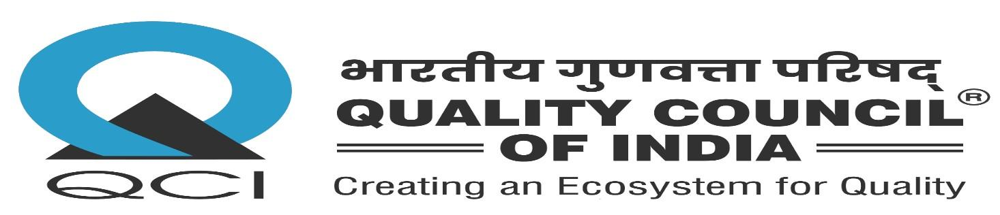 QCI
भारतीय गुणवत्ता परिषद्
QUALITY COUNCIL®
OF INDIA
Creating an Ecosystem for Quality